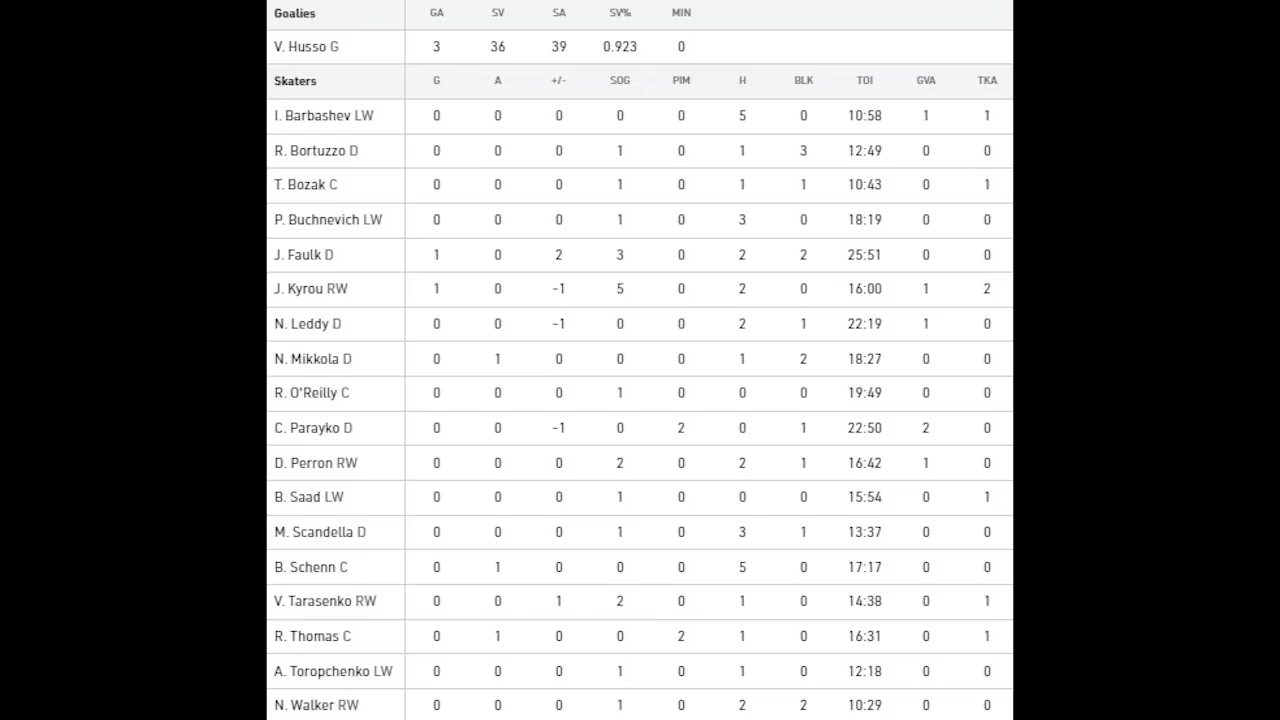 Goalies GA SV SA SV% MIN
V. Husso G 3 36 39 0.923 0
Skaters G A +/- SOG PIM H BLK TOI GVA TKA
I. Barbashev LW 0 0 0 0 0 5 0 10:58 1 1
R. Bortuzzo D 0 0 0 1 0 1 3 12:49 0 0
T. Bozak C 0 0 0 1 0 1 1 10:43 0 1
P. Buchnevich LW 0 0 0 1 0 3 0 18:19 0 0
J. Faulk D 1 0 2 3 0 2 2 25:51 0 0
J. Kyrou RW 1 0 -1 5 0 2 0 16:00 1 2
N. Leddy D 0 0 -1 0 0 2 1 22:19 1 0
N. Mikkola D 0 1 0 0 0 1 2 18:27 0 0
R. O'Reilly C 0 0 0 1 0 0 0 19:49 0 0
C. Parayko D 0 0 -1 0 2 0 1 22:50 2 0
D. Perron RW 0 0 0 2 0 2 1 16:42 1 0
B. Saad LW 0 0 0 1 0 0 0 15:54 0 1
M. Scandella D 0 0 0 1 0 3 1 13:37 0 0
B. Schenn C 0 1 0 0 0 5 0 17:17 0 0
V. Tarasenko RW 0 0 1 2 0 1 0 14:38 0 1
R. Thomas C 0 1 0 0 2 1 0 16:31 0 1
A. Toropchenko LW 0 0 0 1 0 1 0 12:18 0 0
N. Walker RW 0 0 0 1 0 2 2 10:29 0 0